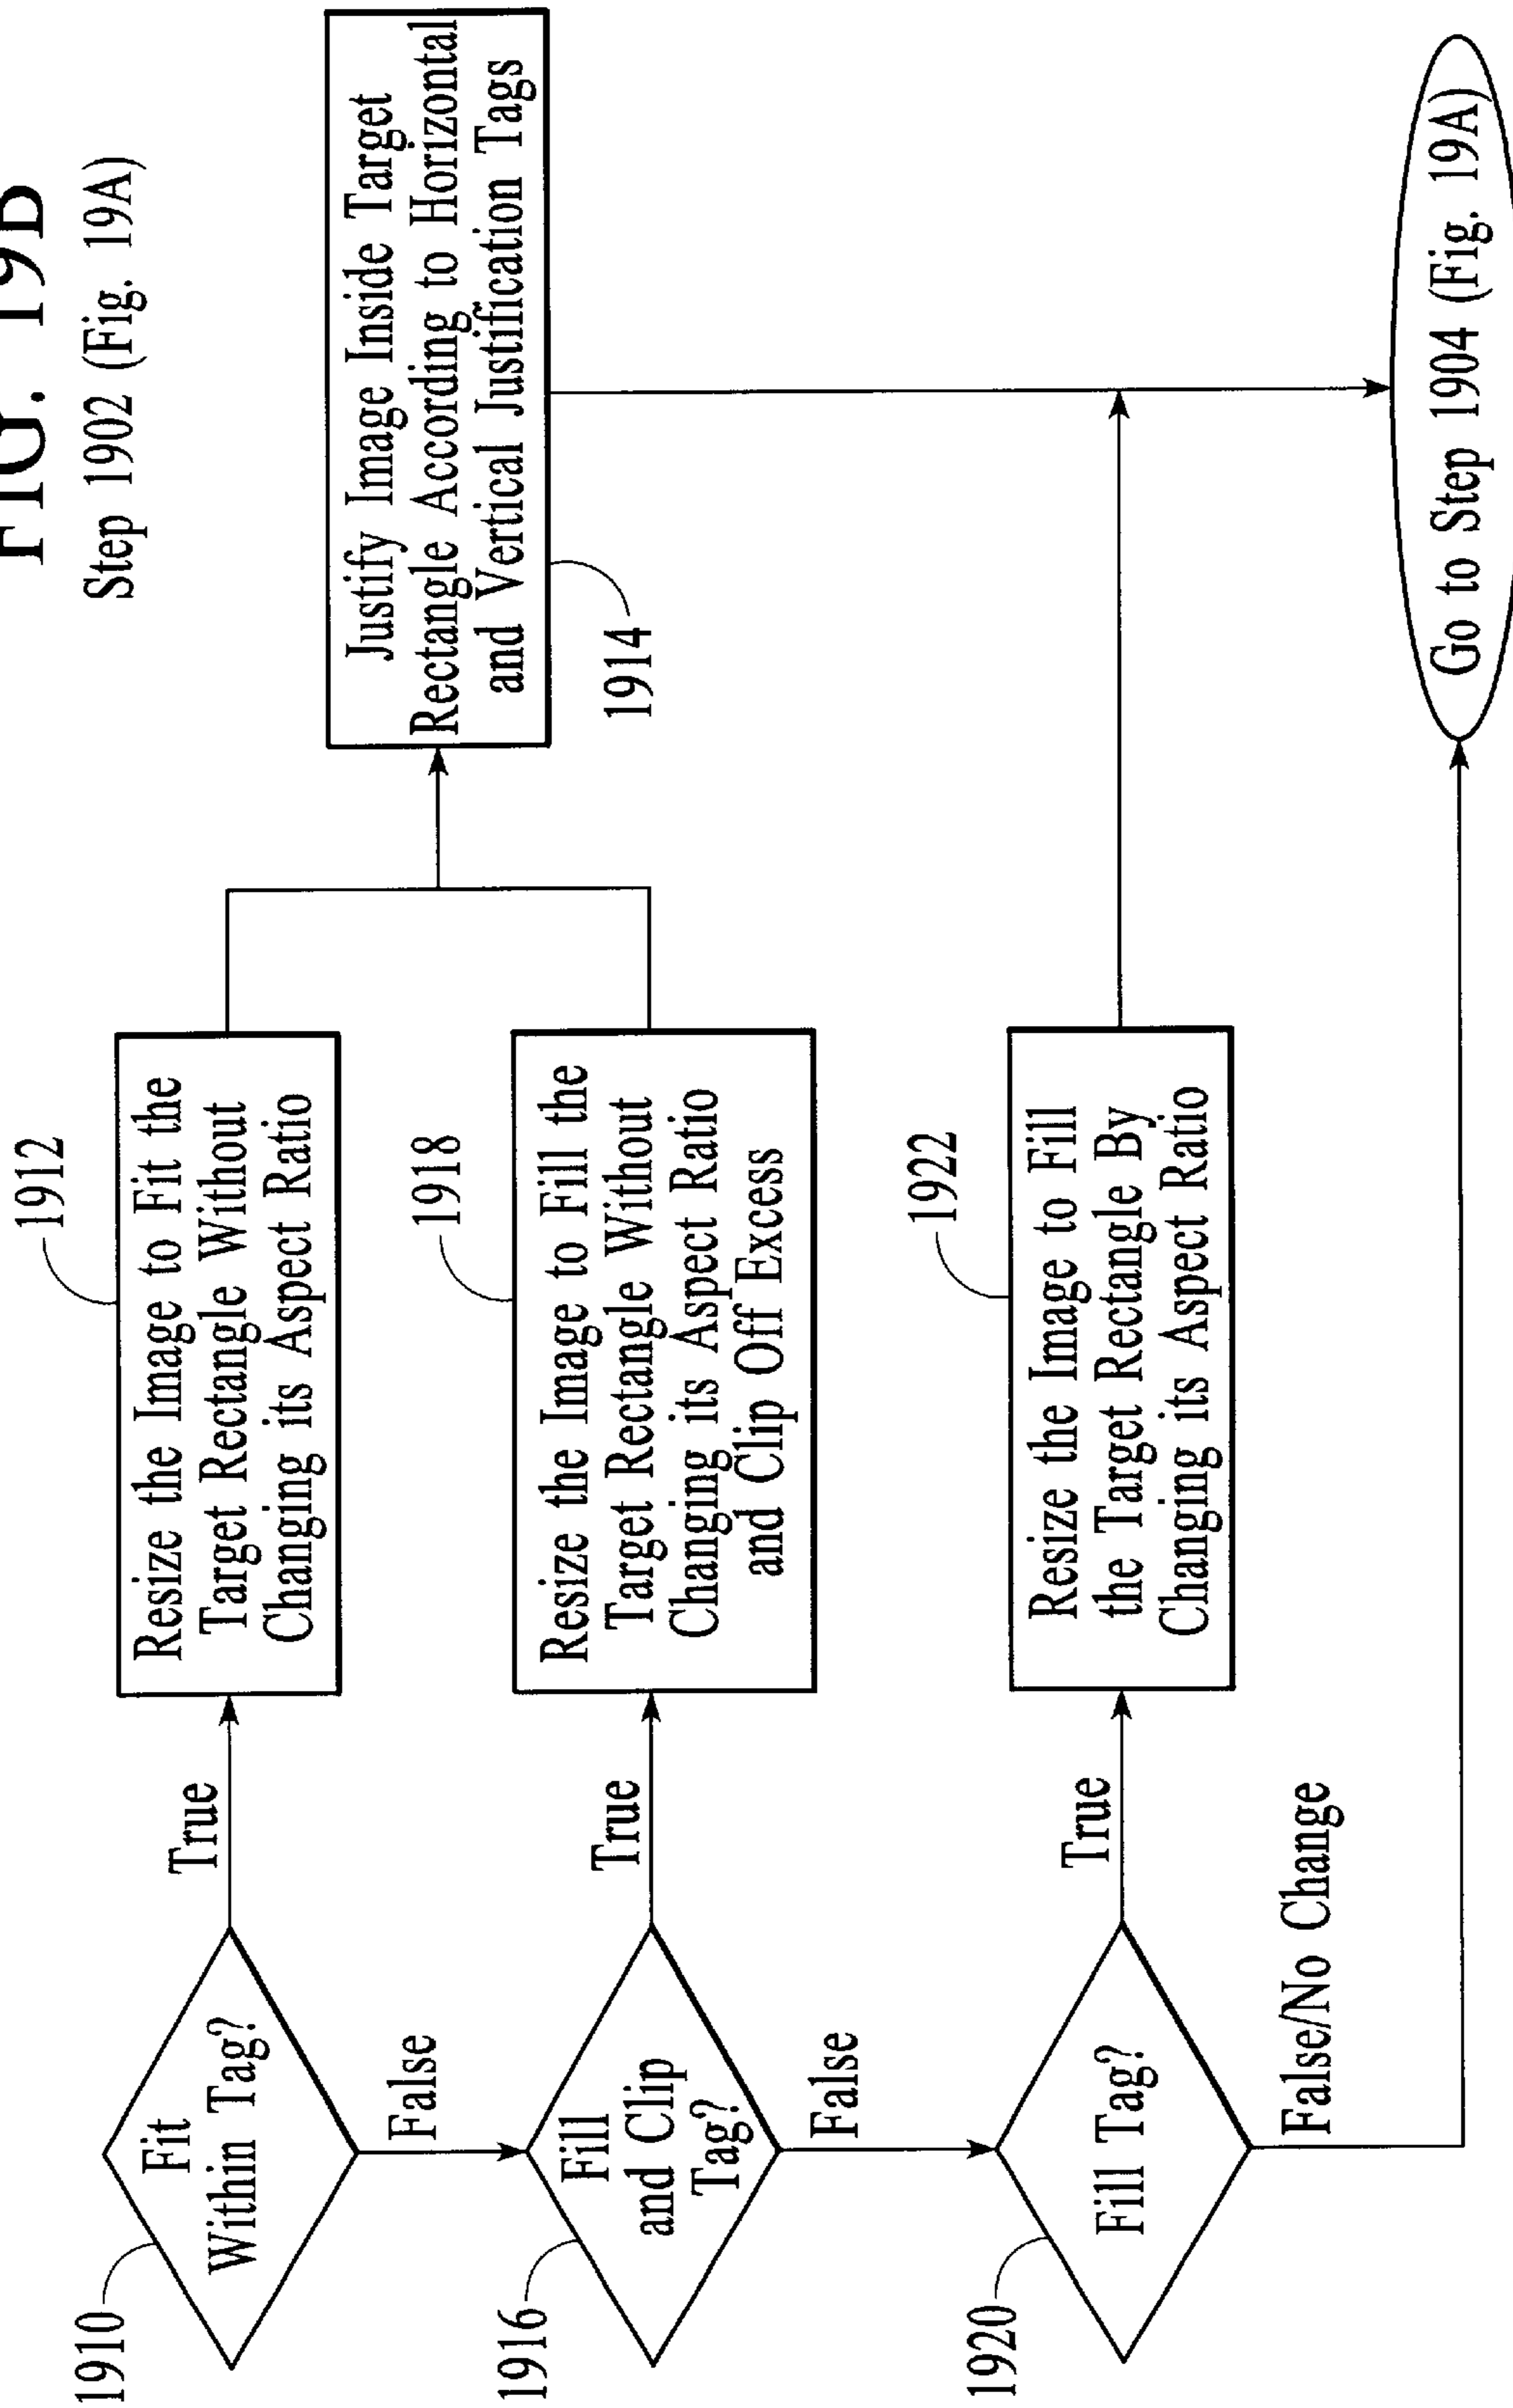 FIG. 19B
Step 1902 (Fig. 19A)
1910
Fit
Within Tag?
True
False
1912
Resize the Image to Fit the
Target Rectangle Without
Changing its Aspect Ratio
Justify Image Inside Target
Rectangle According to Horizontal
and Vertical Justification Tags
1914
1916
Fill
and Clip
Tag?
True
False
1918
Resize the Image to Fill the
Target Rectangle Without
Changing its Aspect Ratio
and Clip Off Excess
1920
Fill Tag?
True
False/No Change
1922
Resize the Image to Fill
the Target Rectangle By
Changing its Aspect Ratio
Go to Step 1904 (Fig. 19A)